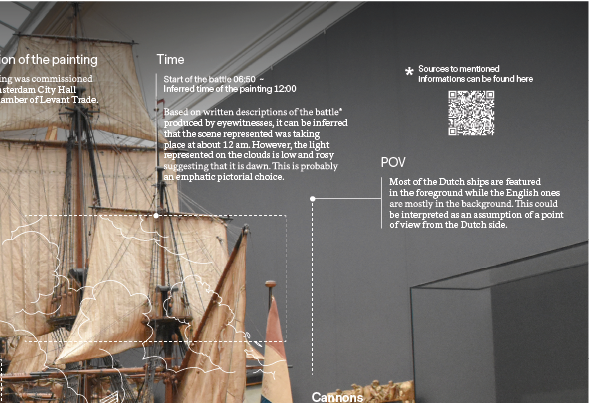 ion of the painting
ing was commissioned
sterdam City Hall
amber of Levant Trade.
Time
Start of the battle 06:50 -
Inferred time of the painting 12:00
Based on written descriptions of the battle*
produced by eyewitnesses, it can be inferred
that the scene represented was taking
place at about 12 am. However, the light
represented on the clouds is low and rosy
suggesting that it is dawn. This is probably
an emphatic pictorial choice.
* Sources to mentioned
informations can be found here
POV
Most of the Dutch ships are featured
in the foreground while the English ones
are mostly in the background. This could
be interpreted as an assumption of a point
of view from the Dutch side.
Cannons